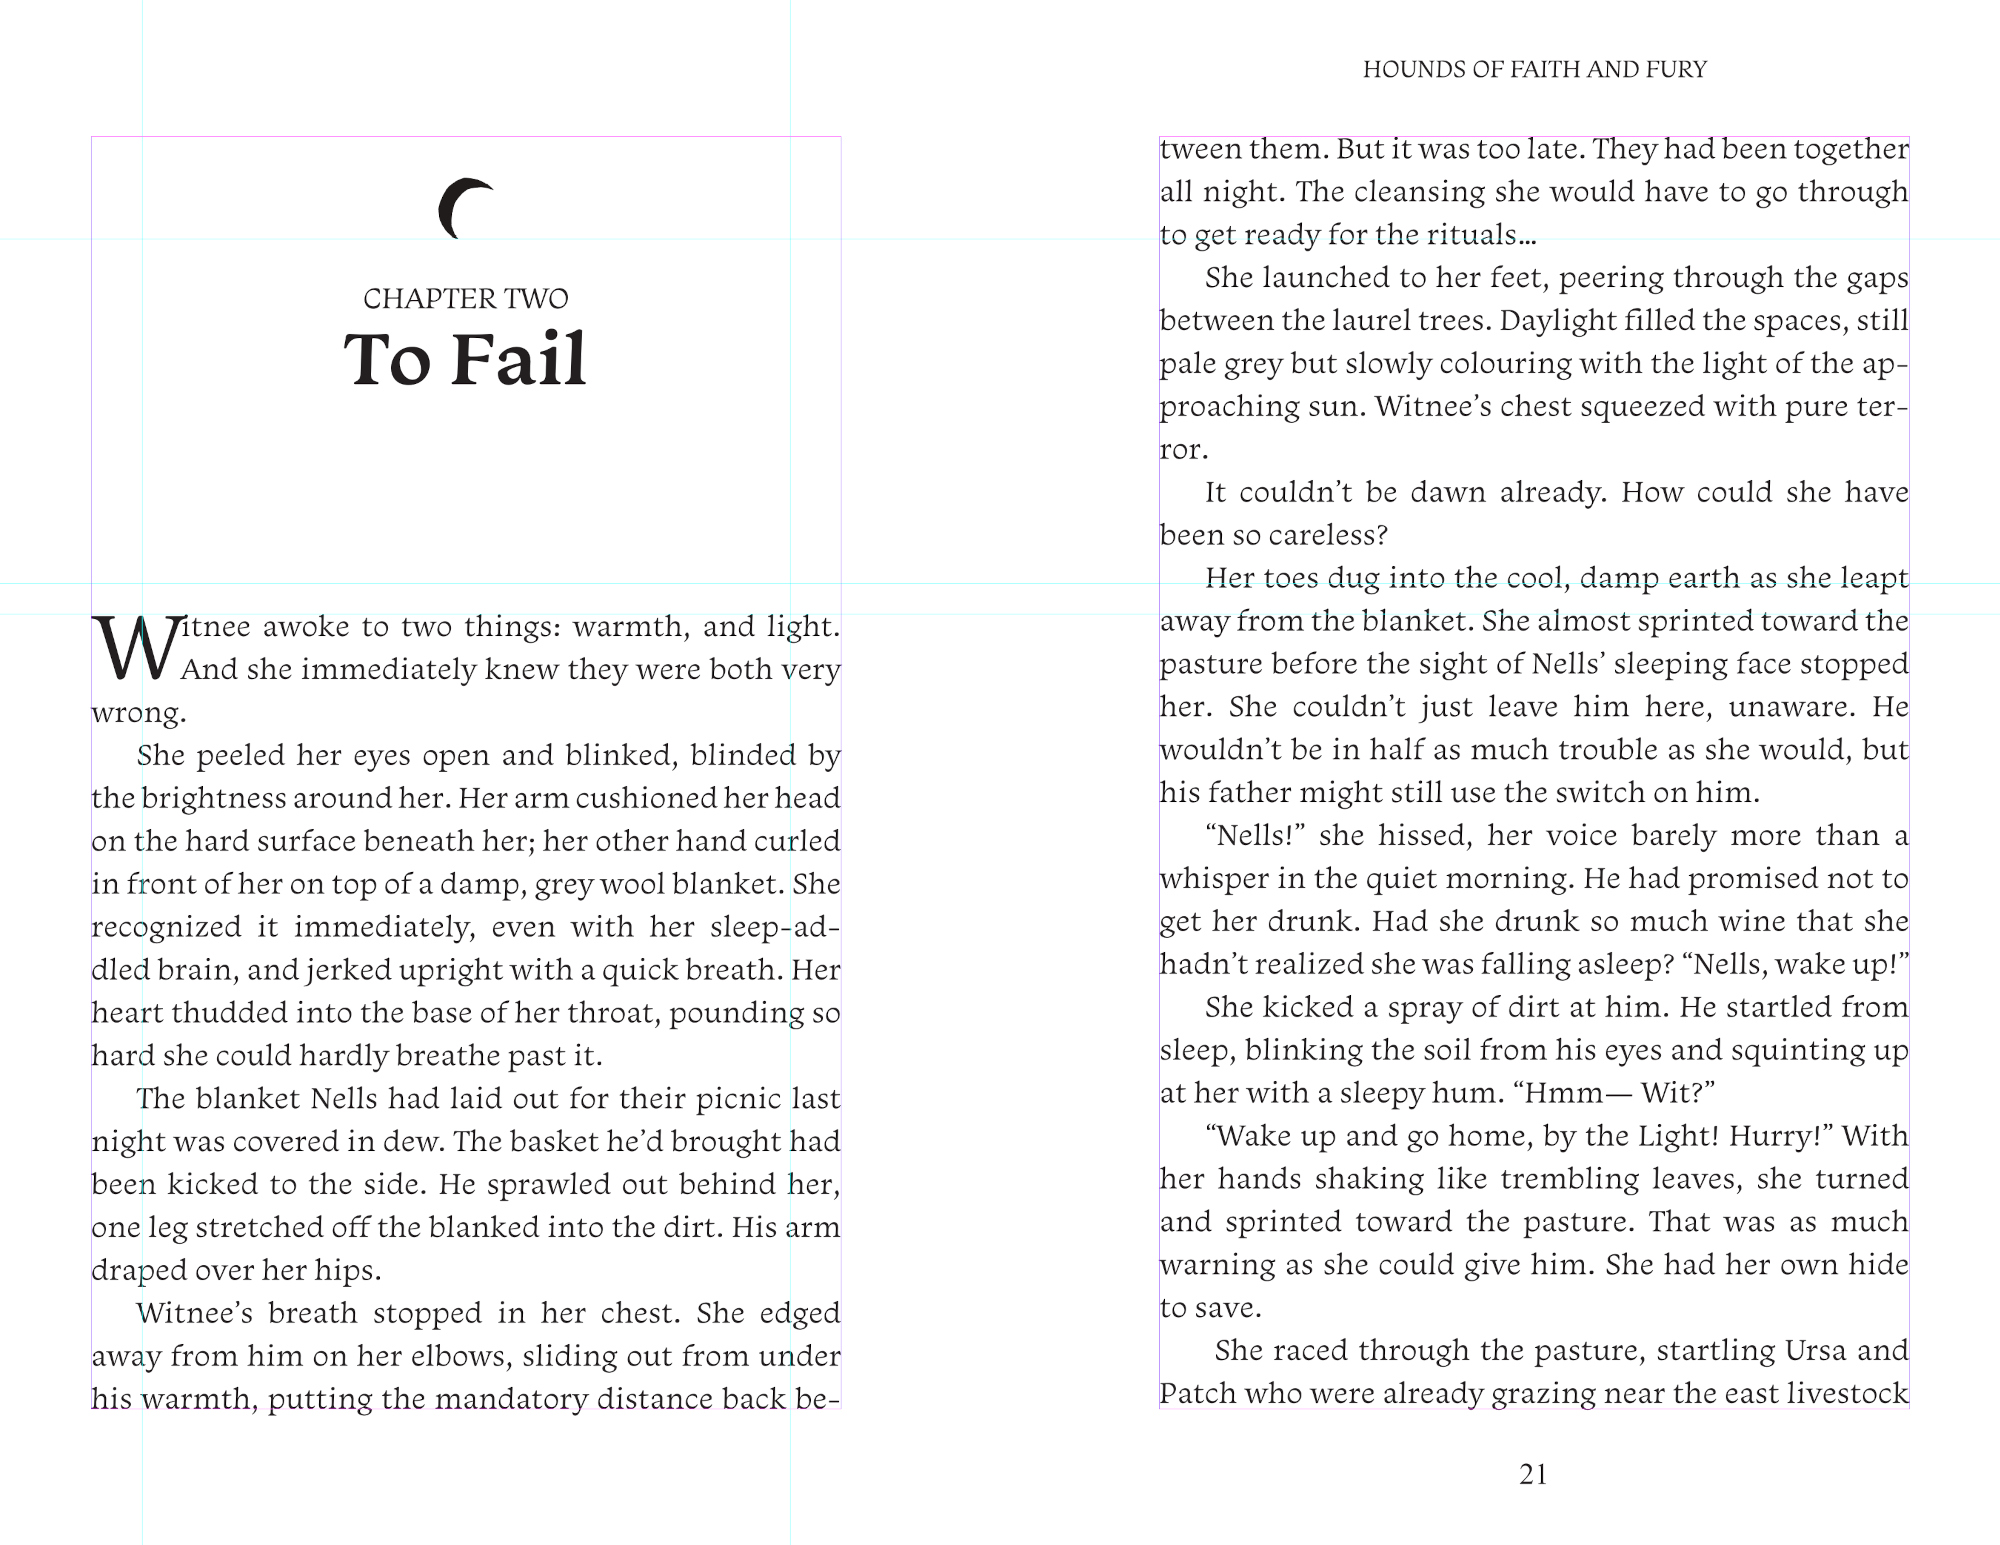 CHAPTER TWO
To Fail
Witnee awoke to two things: warmth, and light.
And she immediately knew they were both very
wrong.
She peeled her eyes open and blinked, blinded by
the brightness around her. Her arm cushioned her head
on the hard surface beneath her; her other hand curled
in front of her on top of a damp, grey wool blanket. She
recognized it immediately, even with her sleep-ad-
dled brain, and jerked upright with a quick breath. Her
heart thudded into the base of her throat, pounding so
hard she could hardly breathe past it.
The blanket Nells had laid out for their picnic last
night was covered in dew. The basket he’d brought had
been kicked to the side. He sprawled out behind her,
one leg stretched off the blanked into the dirt. His arm
draped over her hips.
Witnee’s breath stopped in her chest. She edged
away from him on her elbows, sliding out from under
his warmth, putting the mandatory distance back be-
HOUNDS OF FAITH AND FURY
tween them. But it was too late. They had been together
all night. The cleansing she would have to go through
to get ready for the rituals…
She launched to her feet, peering through the gaps
between the laurel trees. Daylight filled the spaces, still
pale grey but slowly colouring with the light of the ap-
proaching sun. Witnee’s chest squeezed with pure ter-
ror.
It couldn’t be dawn already. How could she have
been so careless?
Her toes dug into the cool, damp earth as she leapt
away from the blanket. She almost sprinted toward the
pasture before the sight of Nells’ sleeping face stopped
her. She couldn’t just leave him here, unaware. He
wouldn’t be in half as much trouble as she would, but
his father might still use the switch on him.
“Nells!” she hissed, her voice barely more than a
whisper in the quiet morning. He had promised not to
get her drunk. Had she drunk so much wine that she
hadn’t realized she was falling asleep? “Nells, wake up!”
She kicked a spray of dirt at him. He startled from
sleep, blinking the soil from his eyes and squinting up
at her with a sleepy hum. “Hmm— Wit?”
“Wake up and go home, by the Light! Hurry!” With
her hands shaking like trembling leaves, she turned
and sprinted toward the pasture. That was as much
warning as she could give him. She had her own hide
to save.
She raced through the pasture, startling Ursa and
Patch who were already grazing near the east livestock
21